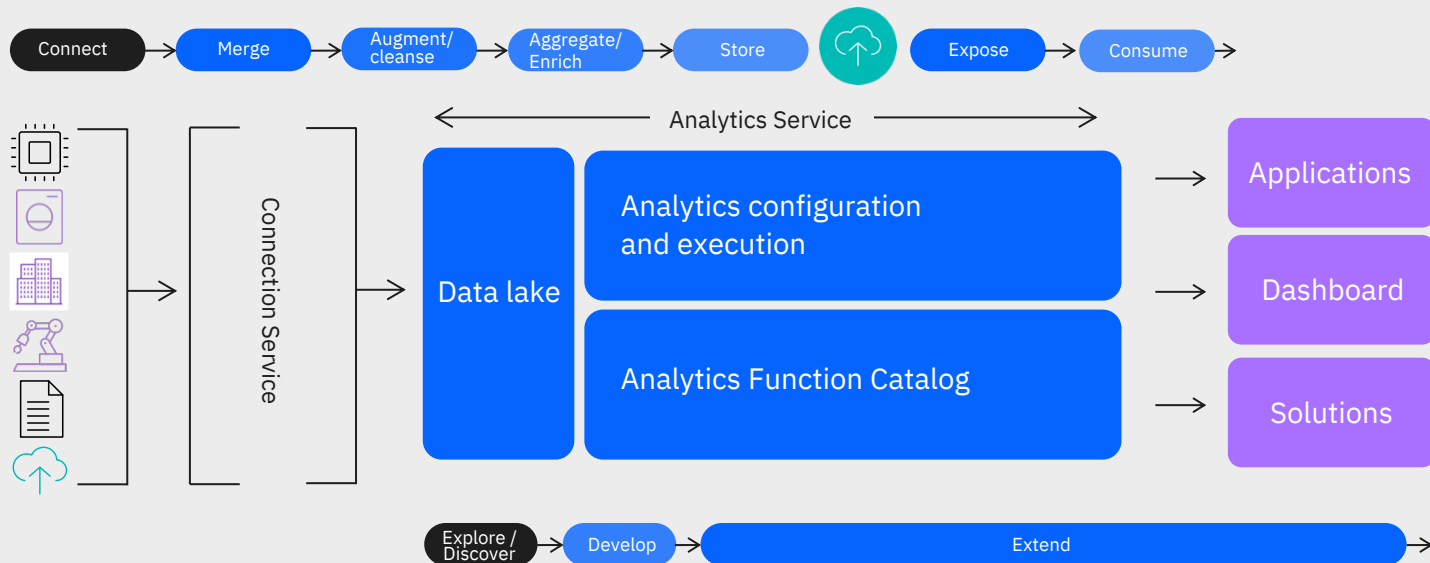 Connect
Merge
Augment/
cleanse
Aggregate/
Enrich
Store
Expose
Consume
Analytics Service
Connection Service
Data lake
Analytics configuration
and execution
Analytics Function Catalog
Applications
Dashboard
Solutions
Explore /
Discover
Develop
Extend